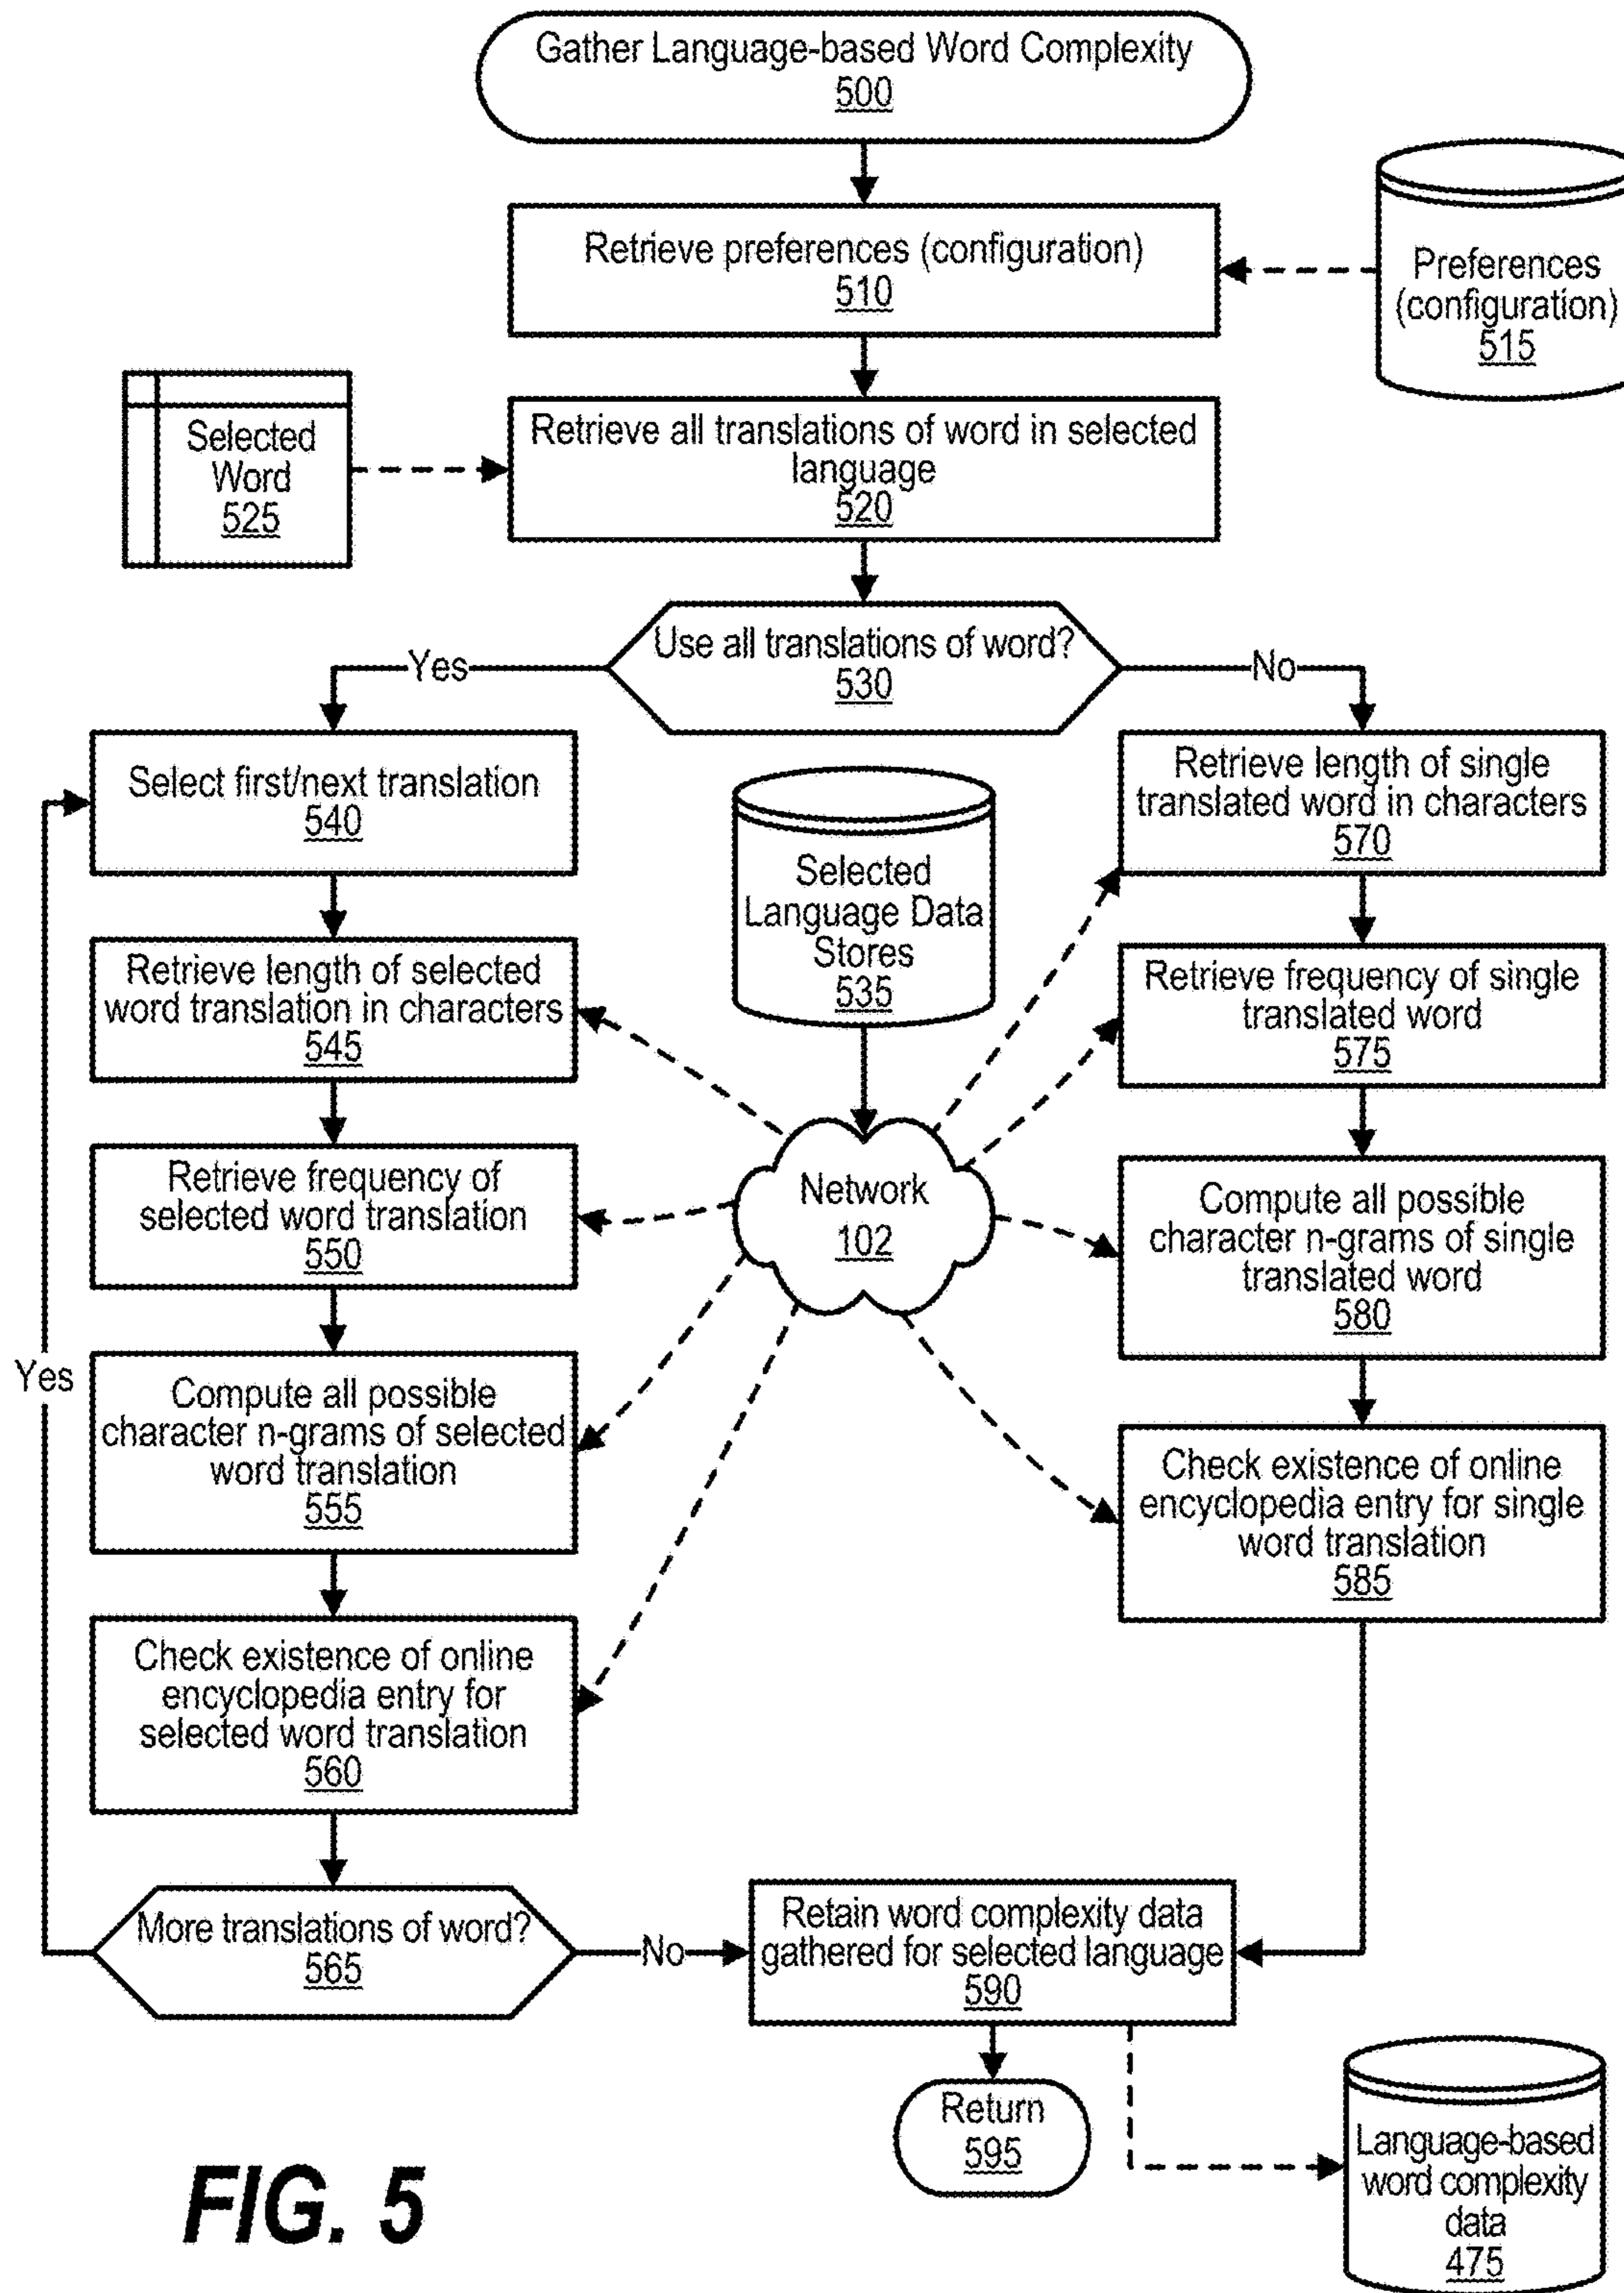 Gather Language-based Word Complexity
500
Retrieve preferences (configuration)
510
Preferences
(configuration)
515
Selected
Word
525
Retrieve all translations of word in selected
language
520
Use all translations of word?
530
Yes
No
Select first/next translation
540
Retrieve length of selected
word translation in characters
545
Retrieve frequency of
selected word translation
550
Compute all possible
character n-grams of selected
word translation
555
Check existence of online
encyclopedia entry for
selected word translation
560
More translations of word?
565
Yes
No
Selected
Language Data
Stores
535
Network
102
Retrieve length of single
translated word in characters
570
Retrieve frequency of single
translated word
575
Compute all possible
character n-grams of single
translated word
580
Check existence of online
encyclopedia entry for single
word translation
585
Retain word complexity data
gathered for selected language
590
Return
595
Language-based
word complexity
data
475
FIG. 5